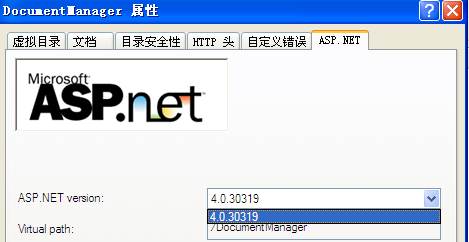 DocumentManager 属性
虚拟目录 文档 目录安全性 HTTP 头 自定义错误 ASP.NET
Microsoft
ASP.net
ASP.NET version: 4.0.30319
4.0.30319
Virtual path: /DocumentManager